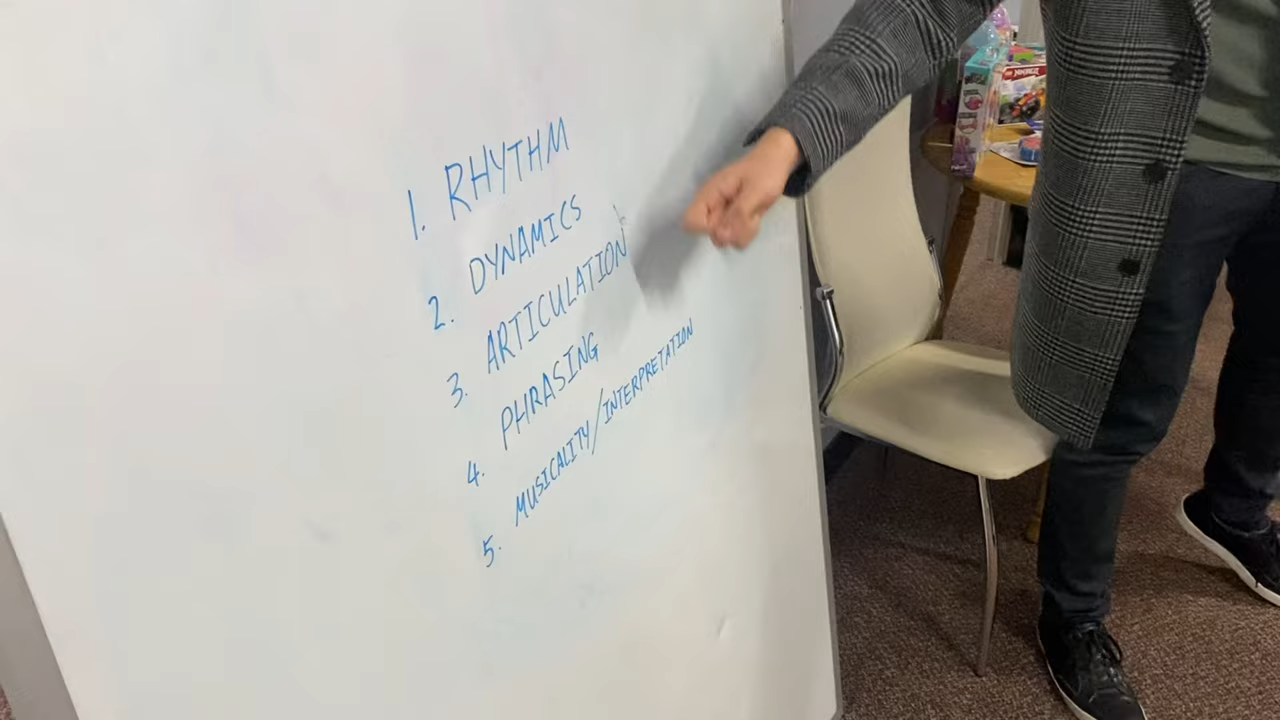 1. RHYTHM
2. DYNAMICS
3. ARTICULATION
4. PHRASING
5. MUSICALITY/INTERPRETATION